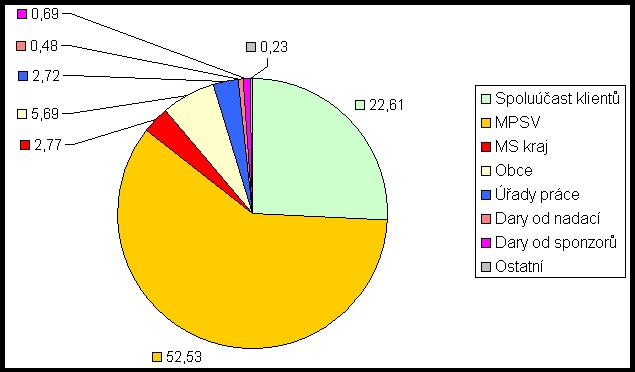 0,69
0,48
2,72
5,69
2,77
0,23
22,61
52,53
Spoluúčast klientů
MPSV
MS kraj
Obce
Úřady práce
Dary od nadací
Dary od sponzorů
Ostatní